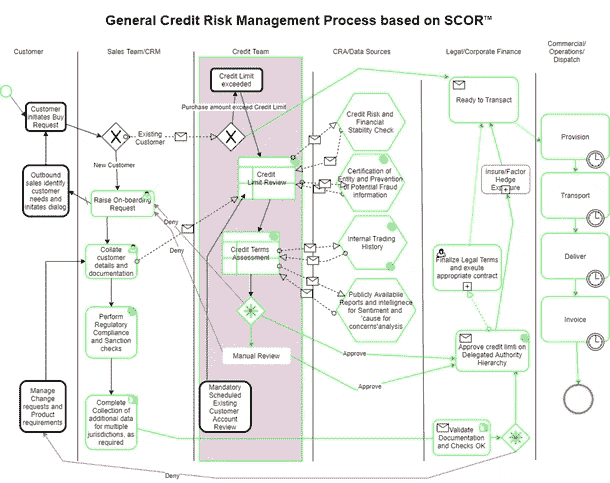 General Credit Risk Management Process based on SCOR™
Customer
Sales Team/CRM
Credit Team
CRA/Data Sources
Legal/Corporate Finance
Commercial/
Operations/
Dispatch
Credit Limit
exceeded
Purchase amount exceed Credit Limit
Customer
initiates Buy
Request
Existing
Customer
New Customer
Ready to Transact
Credit Risk and
Financial
Stability Check
Provision
Outbound
sales identify
customer
needs and
initates dialog
Raise On-boarding
Request
Deny
Deny
Credit
Limit Review
Certification of
Entity and Prevention
of Potential Fraud
information
Insure/Factor
Hedge
Exposure
Transport
Collate
customer
details and
documentation
Credit Terms
Assessment
Internal Trading
History
Finalize Legal Terms
and exeute
appropriate contract
Deliver
Perform
Regulatory
Compliance
and Sanction
checks
Publicly Available
Reports and intelligence
for Sentiment and
'cause for
concerns'analysis
Invoice
Manual Review
Approve
Approve
Approve credit limit on
Delegated Authority
Hierarchy
Manage
Change
requests and
Product
requirements
Mandatory
Scheduled
Existing
Customer
Account
Review
Complete
Collection of
additional data
for multiple
jurisdictions, as
required
Validate
Documentation
and Checks OK
Deny